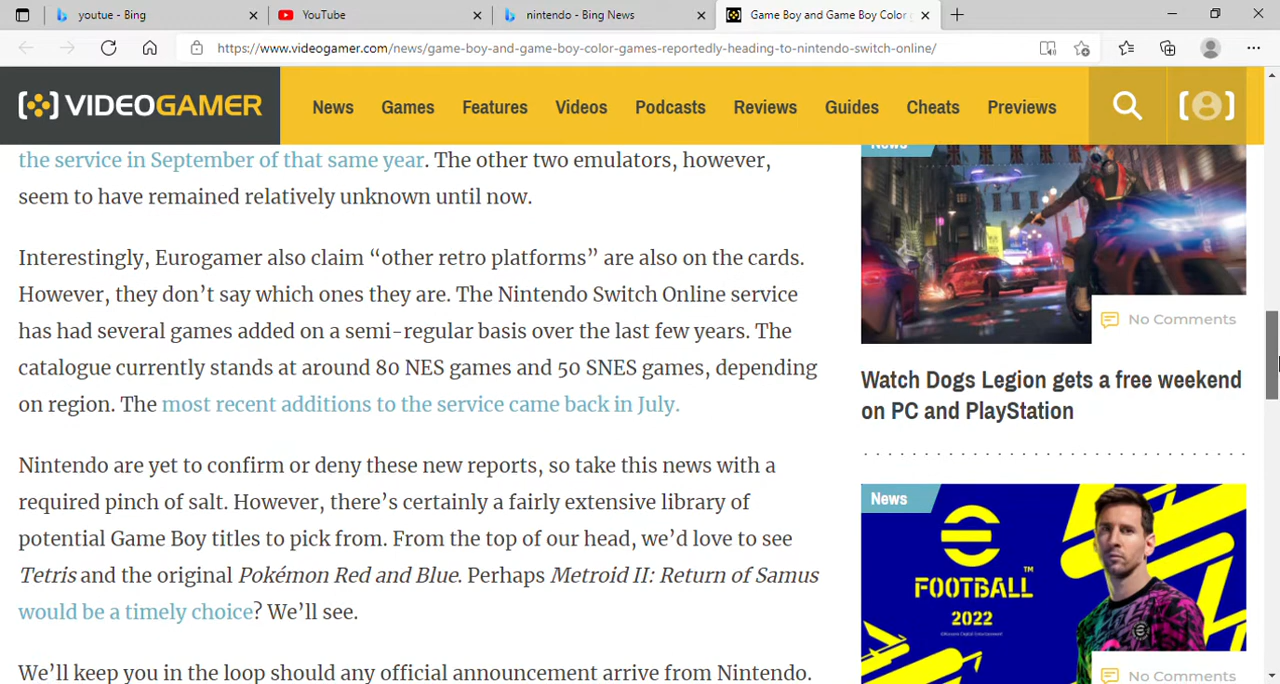 youtue - Bing
YouTube
nintendo - Bing News
Game Boy and Game Boy Color
https://www.videogamer.com/news/game-boy-and-game-boy-color-games-reportedly-heading-to-nintendo-switch-online/
VIDEOGAMER
News Games Features Videos Podcasts Reviews Guides Cheats Previews
the service in September of that same year. The other two emulators, however,
seem to have remained relatively unknown until now.
Interestingly, Eurogamer also claim “other retro platforms” are also on the cards.
However, they don’t say which ones they are. The Nintendo Switch Online service
has had several games added on a semi-regular basis over the last few years. The
catalogue currently stands at around 80 NES games and 50 SNES games, depending
on region. The most recent additions to the service came back in July.
Nintendo are yet to confirm or deny these new reports, so take this news with a
required pinch of salt. However, there’s certainly a fairly extensive library of
potential Game Boy titles to pick from. From the top of our head, we’d love to see
Tetris and the original Pokémon Red and Blue. Perhaps Metroid II: Return of Samus
would be a timely choice? We’ll see.
We’ll keep you in the loop should any official announcement arrive from Nintendo.
News
No Comments
Watch Dogs Legion gets a free weekend
on PC and PlayStation
News
FOOTBALL™
2022
No Comments